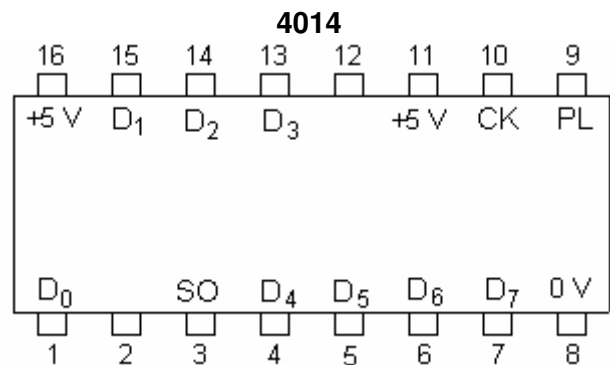 4014
16 15 14 13 12 11 10 9
+5 V D₁ D₂ D₃ +5 V CK PL
D₀ SO D₄ D₅ D₆ D₇ 0 V
1 2 3 4 5 6 7 8